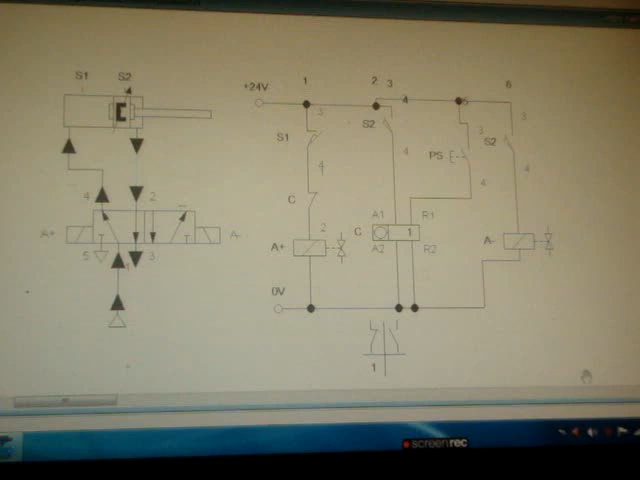 S1 S2
+24V 1 2 3 4 5 6
3 3 3
S1 S2 PS S2
4 4 4 4
C
4 2
A+ A-
5 3
1
2
A1 R1
C 1
A2 R2
A+ A-
0V
1
screenrec